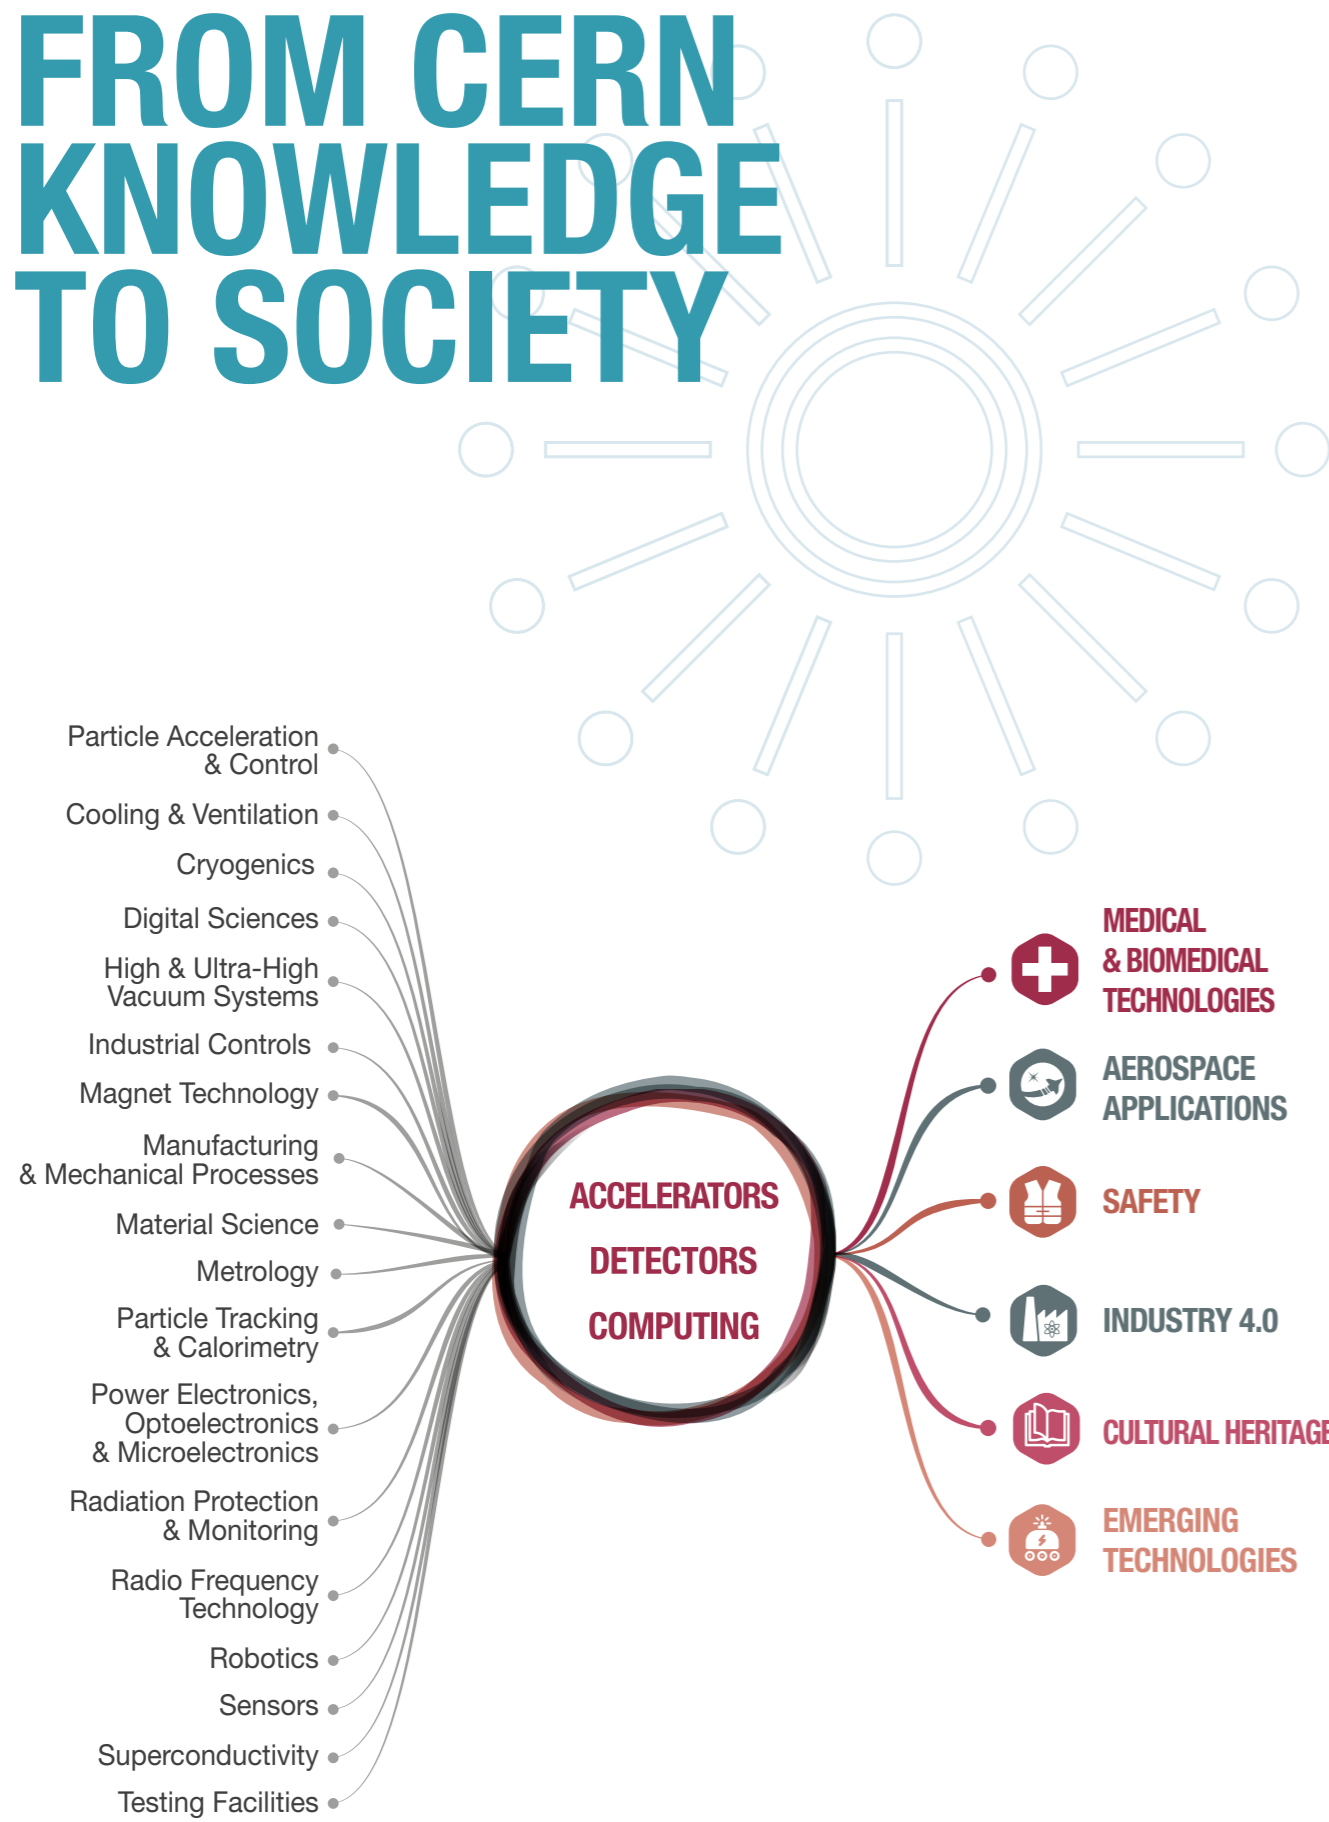 FROM CERN
KNOWLEDGE
TO SOCIETY
Particle Acceleration
& Control
Cooling & Ventilation
Cryogenics
Digital Sciences
High & Ultra-High
Vacuum Systems
Industrial Controls
Magnet Technology
Manufacturing
& Mechanical Processes
Material Science
Metrology
Particle Tracking
& Calorimetry
Power Electronics,
Optoelectronics
& Microelectronics
Radiation Protection
& Monitoring
Radio Frequency
Technology
Robotics
Sensors
Superconductivity
Testing Facilities
ACCELERATORS
DETECTORS
COMPUTING
MEDICAL
& BIOMEDICAL
TECHNOLOGIES
AEROSPACE
APPLICATIONS
SAFETY
INDUSTRY 4.0
CULTURAL HERITAGE
EMERGING
TECHNOLOGIES